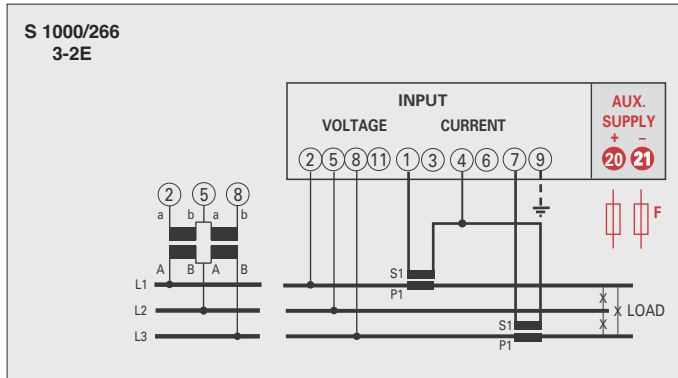 S 1000/266
3-2E
INPUT
VOLTAGE CURRENT
2 5 8 11 1 3 4 6 7 9
AUX.
SUPPLY
+ –
20 21
F
2 5 8
a b a b
A B A B
L1
L2
L3
S1
P1
S1
P1
X
X LOAD
X